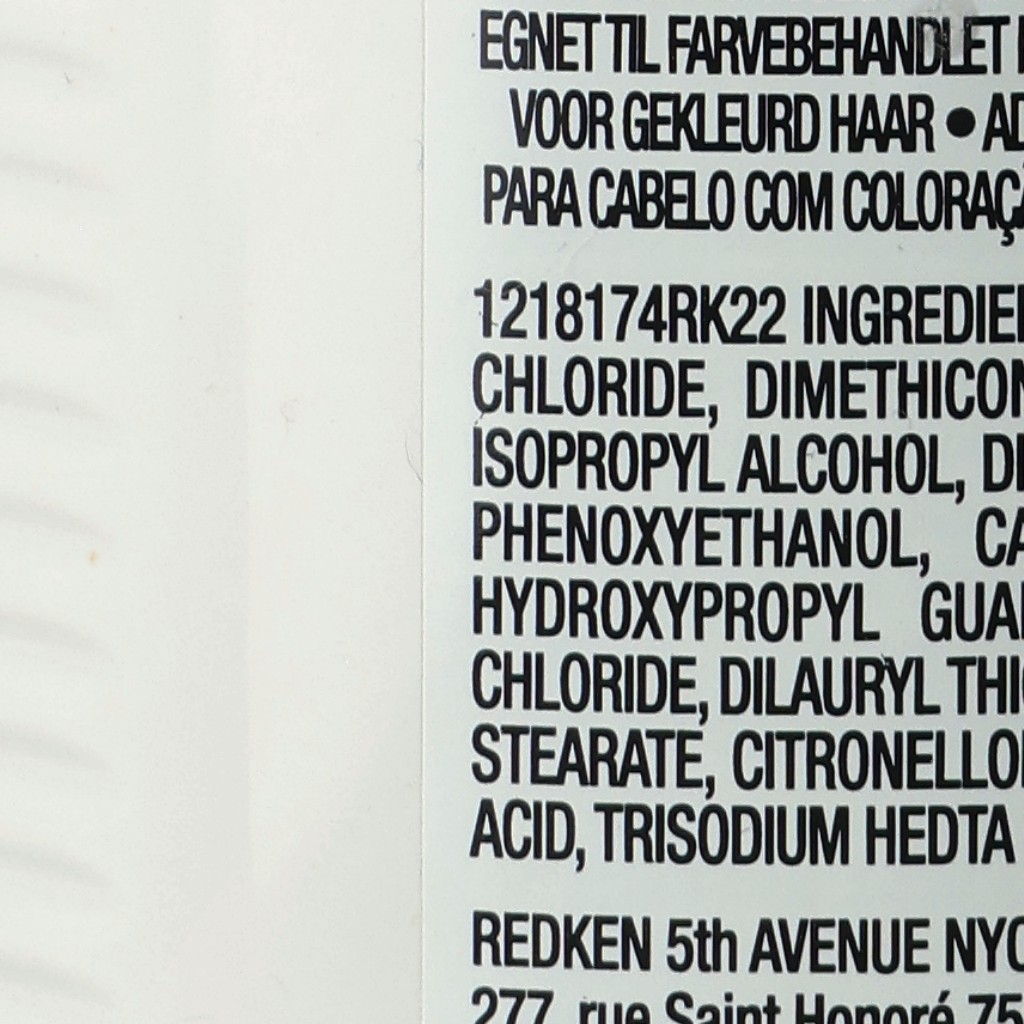 EGNET TIL FARVEBEHANDLET
VOOR GEKLEURD HAAR •
PARA CABELO COM
1218174RK22
CHLORIDE,
ISOPROPYL ALCOHOL,
PHENOXYETHANOL,
HYDROXYPROPYL
CHLORIDE, DILAURYL
STEARATE,
ACID, TRISODIUM HEDTA
REDKEN 5th AVENUE NYC
277, rue Saint Honoré